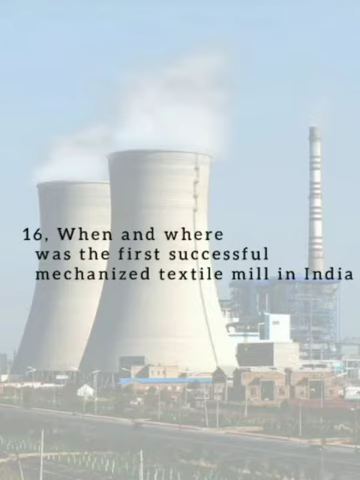 16, When and where
was the first successful
mechanized textile mill in India